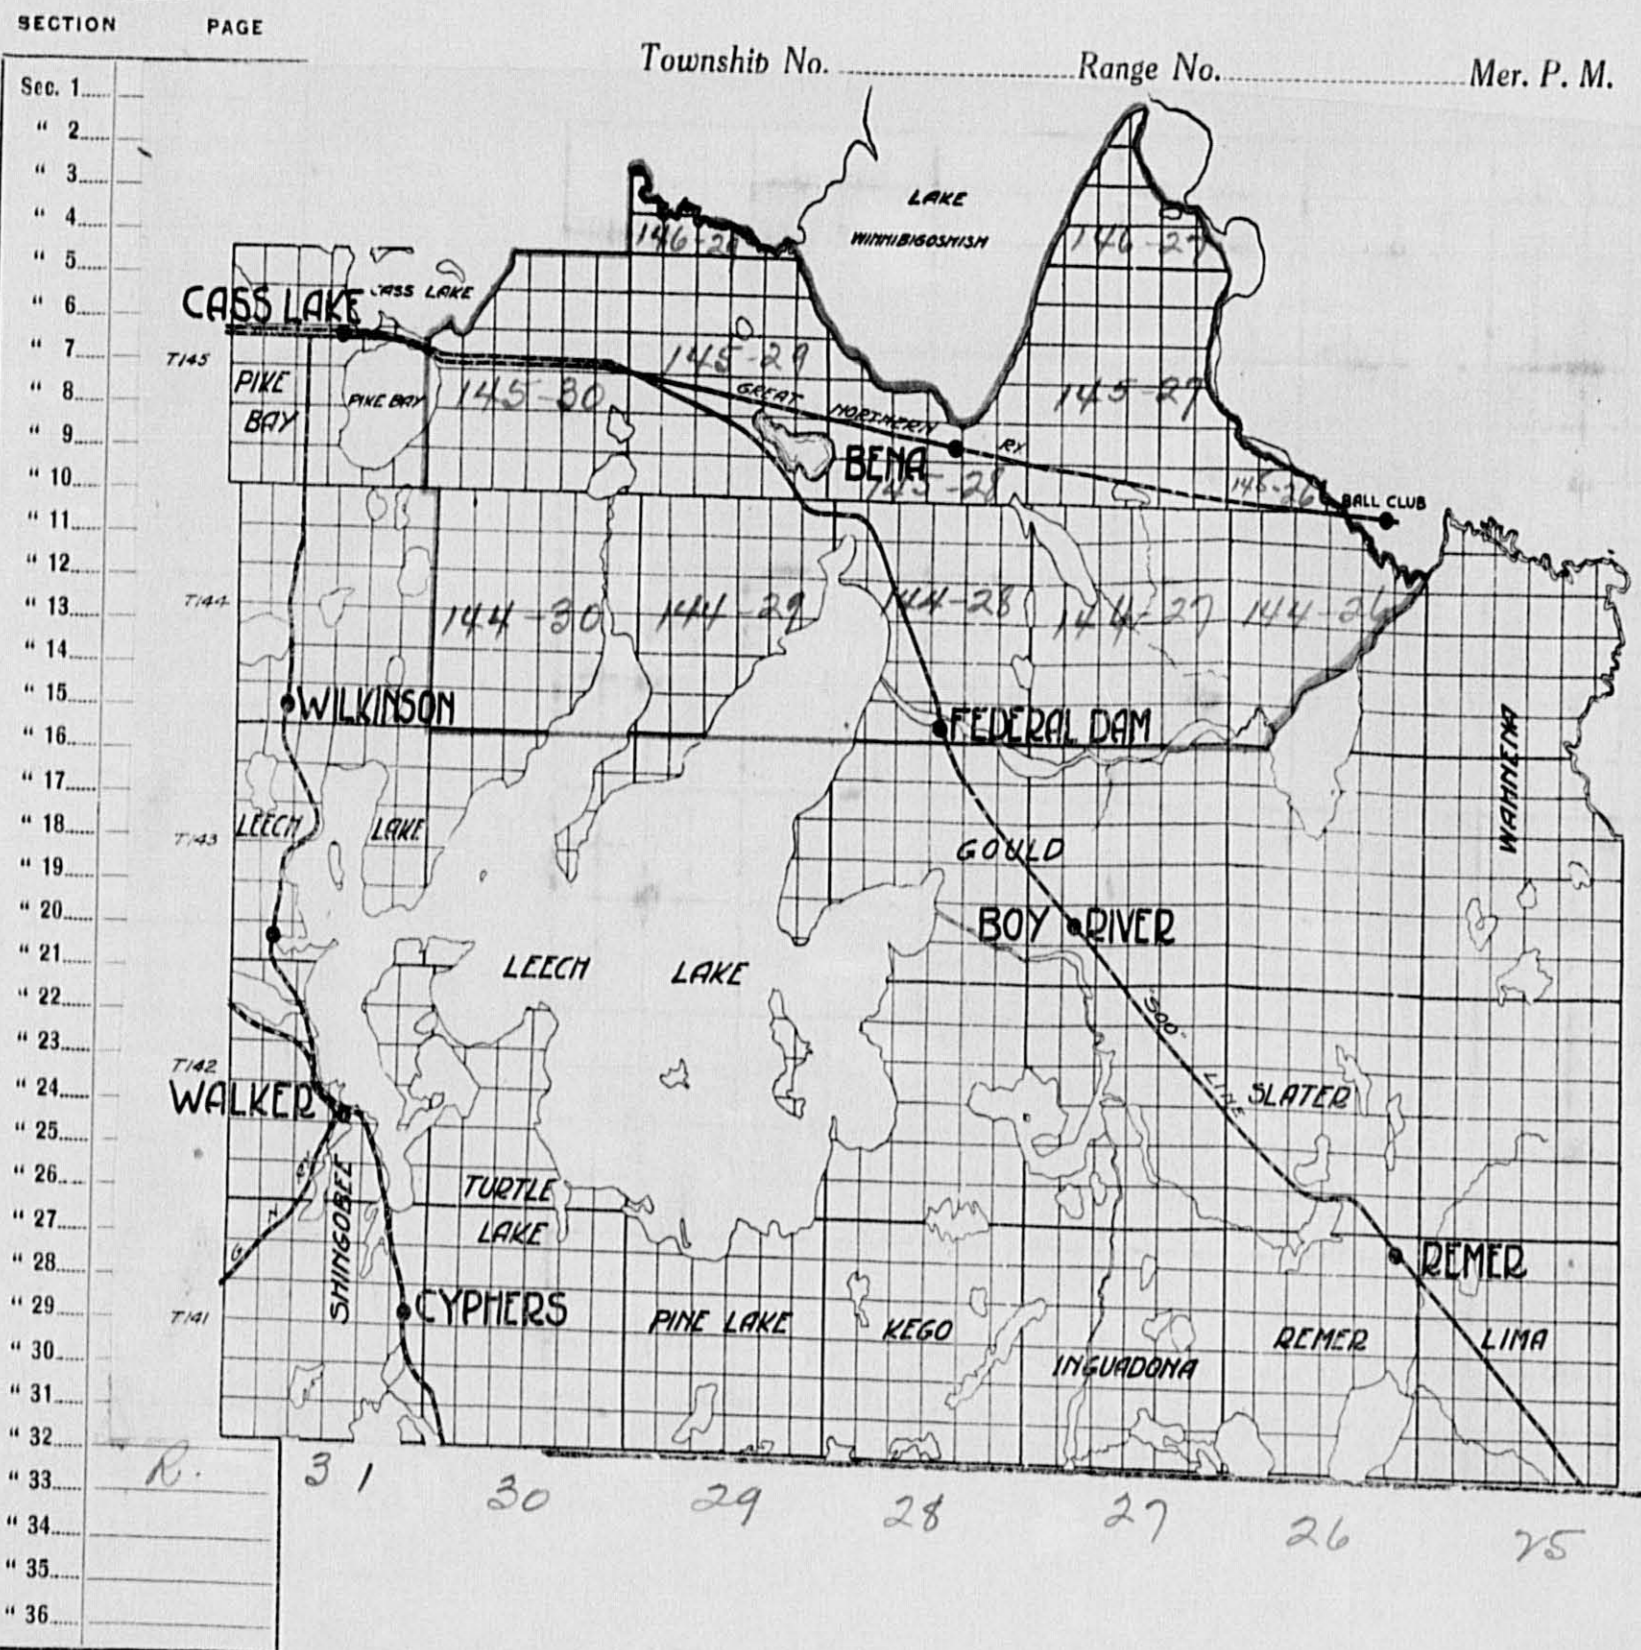 SECTION PAGE
Township No. Range No. Mer. P. M.
Sec. 1
" 2
" 3
" 4
" 5
" 6
" 7
" 8
" 9
" 10
" 11
" 12
" 13
" 14
" 15
" 16
" 17
" 18
" 19
" 20
" 21
" 22
" 23
" 24
" 25
" 26
" 27
" 28
" 29
" 30
" 31
" 32
" 33
" 34
" 35
" 36
LAKE
WINNIBIGOSHISH
146-29
146-27
CASS LAKE
CASS LAKE
T145
145-29
PIKE
BAY
PIKE BAY
145-30
GREAT NORTHERN RY
145-27
BENA
145-28
145-26
BALL CLUB
T144
144-30
144-29
144-28
144-27
144-26
WILKINSON
FEDERAL DAM
WAHNENA
T143
LEECH LAKE
GOULD
BOY RIVER
LEECH LAKE
"SOO" LINE
T142
WALKER
SLATER
G. N. RY
SHINGOBEE
TURTLE
LAKE
REMER
CYPHERS
T141
PINE LAKE
KEGO
INGUADONA
REMER
LIMA
R. 31 30 29 28 27 26 25